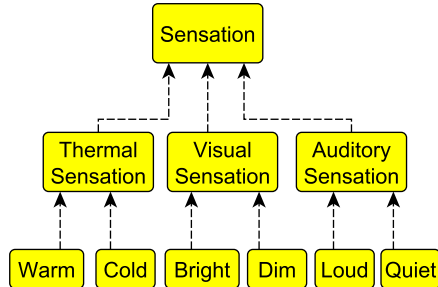 Sensation
Thermal
Sensation
Visual
Sensation
Auditory
Sensation
Warm
Cold
Bright
Dim
Loud
Quiet